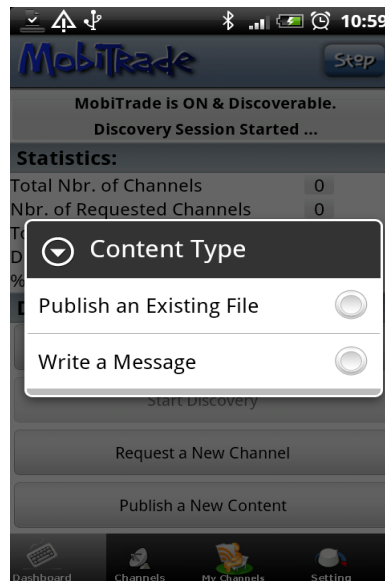 10:59
MobiTrade
Stop
MobiTrade is ON & Discoverable.
Discovery Session Started ...
Statistics:
Total Nbr. of Channels 0
Nbr. of Requested Channels 0
Content Type
Publish an Existing File
Write a Message
Start Discovery
Request a New Channel
Publish a New Content
Dashboard Channels My Channels Setting